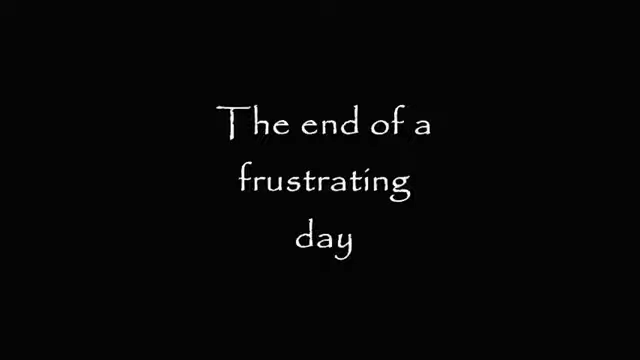 The end of a
frustrating
day